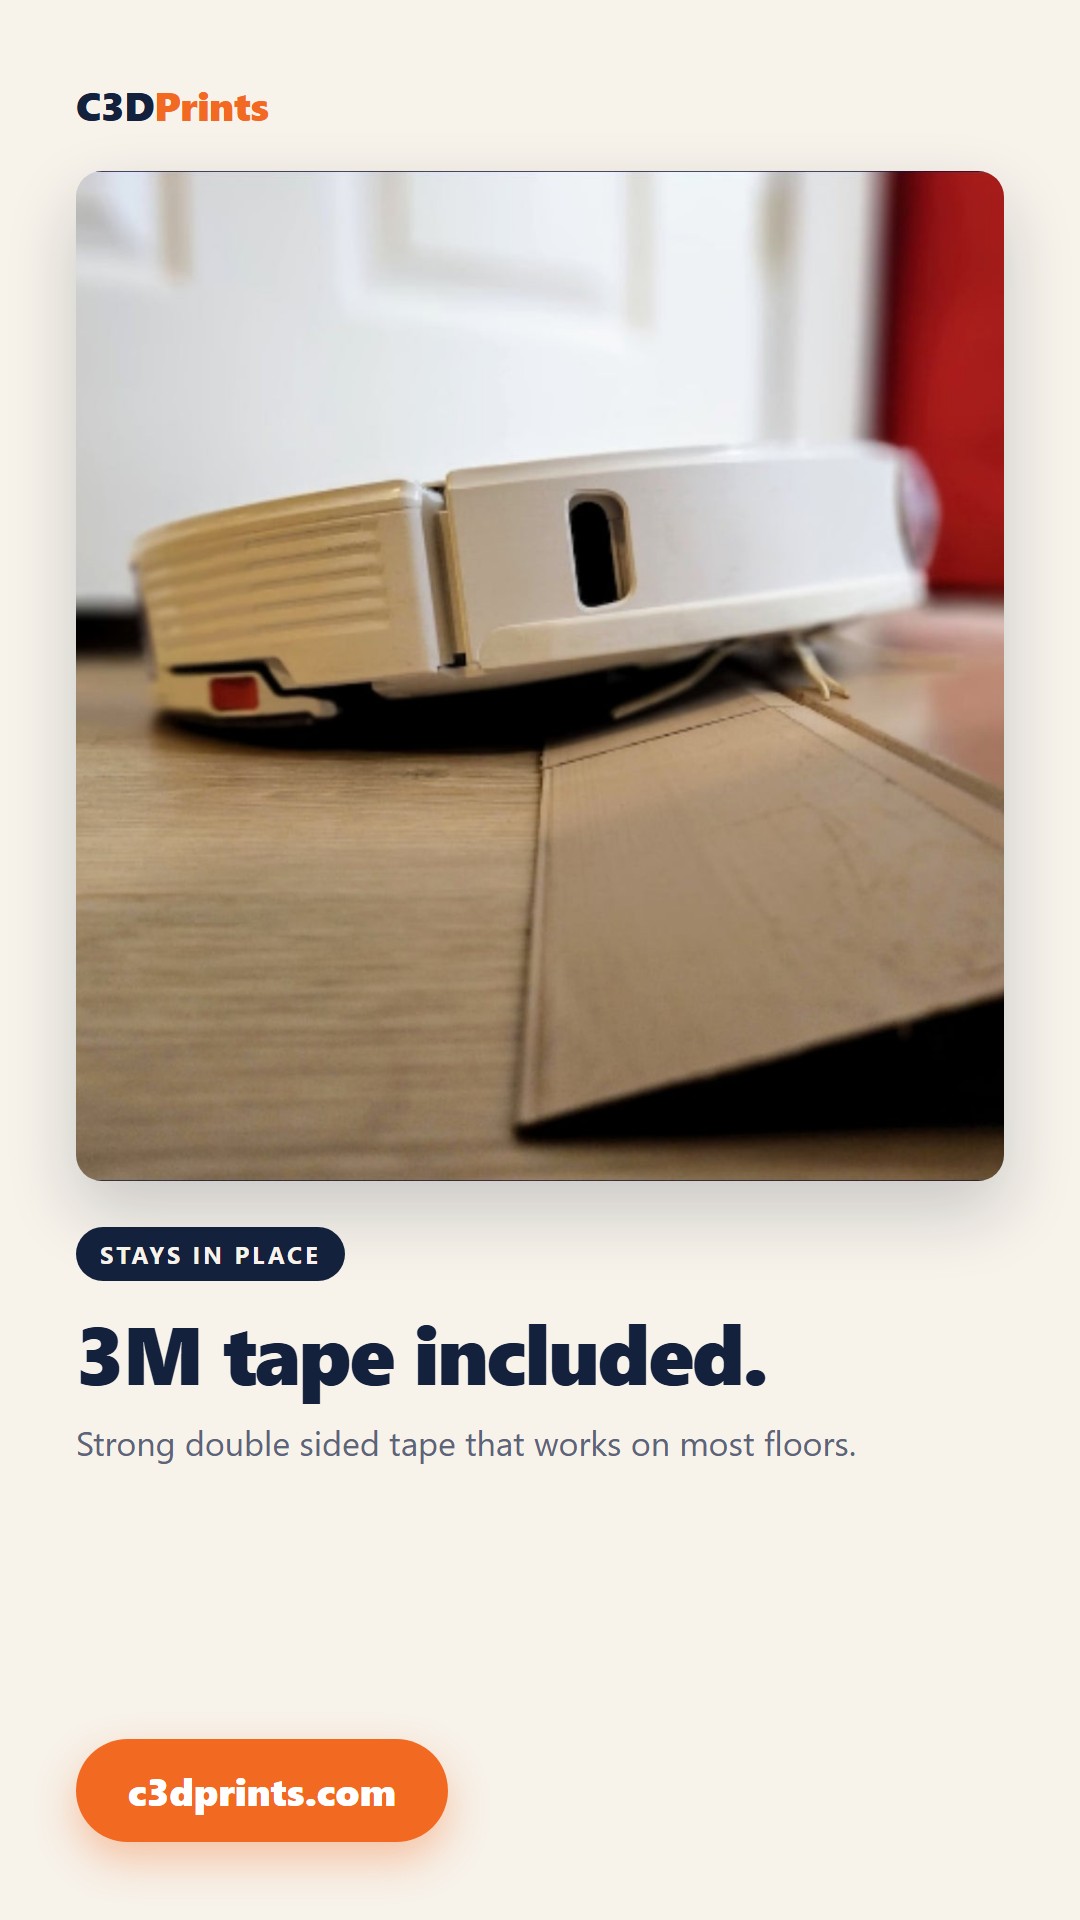 C3DPrints
STAYS IN PLACE
3M tape included.
Strong double sided tape that works on most floors.
c3dprints.com